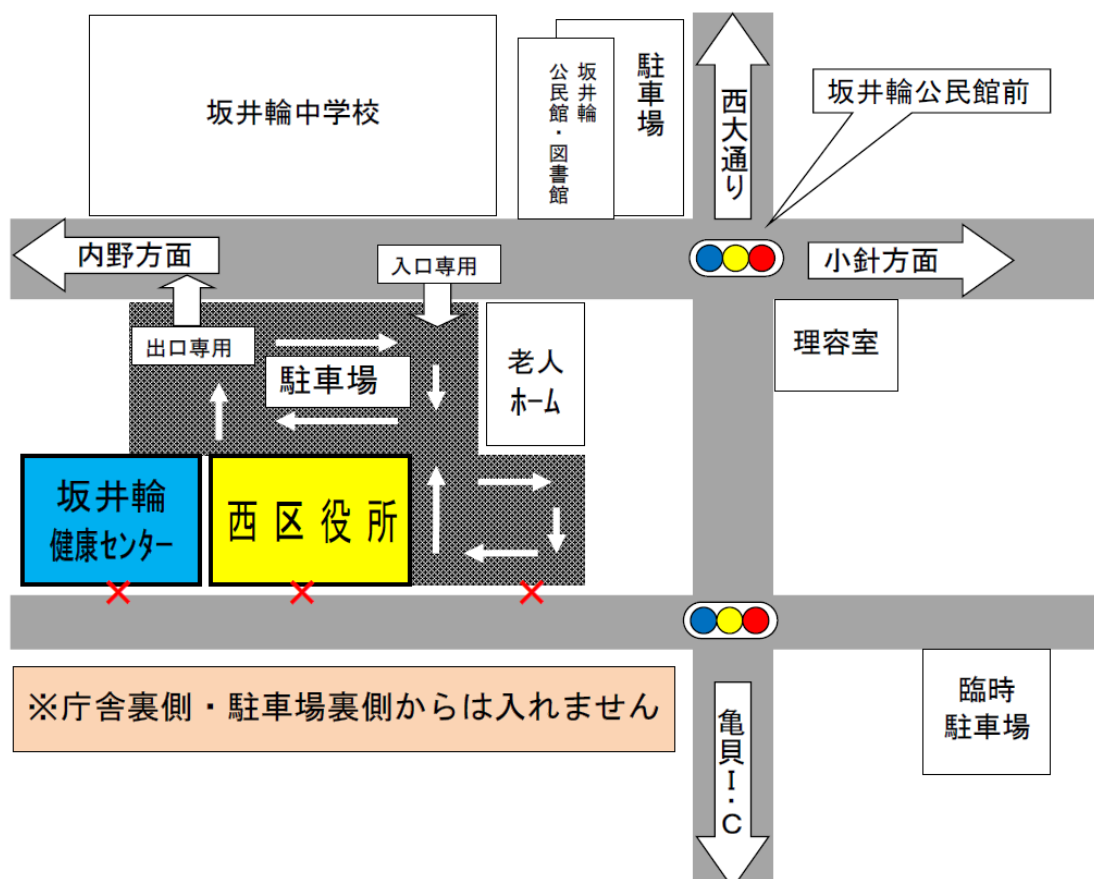 坂井輪中学校
坂井輪
公民館・図書館
駐車場
西大通り
坂井輪公民館前
内野方面
入口専用
小針方面
出口専用
駐車場
老人
ホーム
理容室
坂井輪
健康センター
西区役所
※庁舎裏側・駐車場裏側からは入れません
亀貝I・C
臨時
駐車場